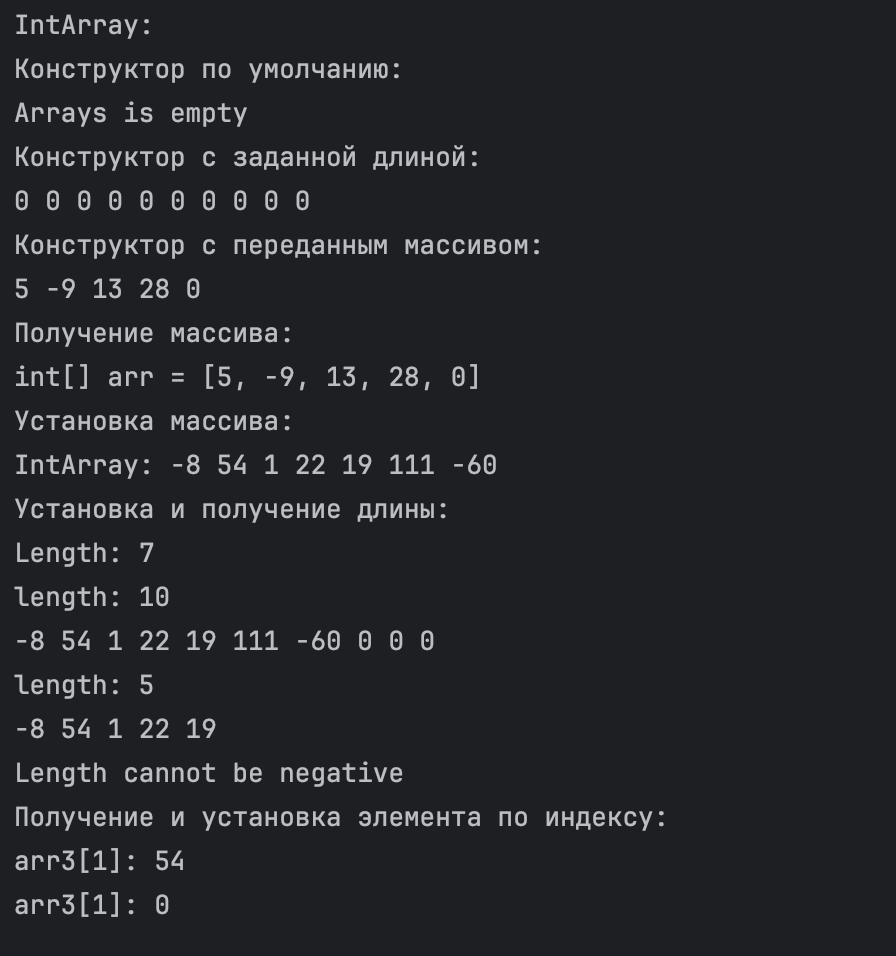 IntArray:
Конструктор по умолчанию:
Arrays is empty
Конструктор с заданной длиной:
0 0 0 0 0 0 0 0 0 0
Конструктор с переданным массивом:
5 -9 13 28 0
Получение массива:
int[] arr = [5, -9, 13, 28, 0]
Установка массива:
IntArray: -8 54 1 22 19 111 -60
Установка и получение длины:
Length: 7
length: 10
-8 54 1 22 19 111 -60 0 0 0
length: 5
-8 54 1 22 19
Length cannot be negative
Получение и установка элемента по индексу:
arr3[1]: 54
arr3[1]: 0